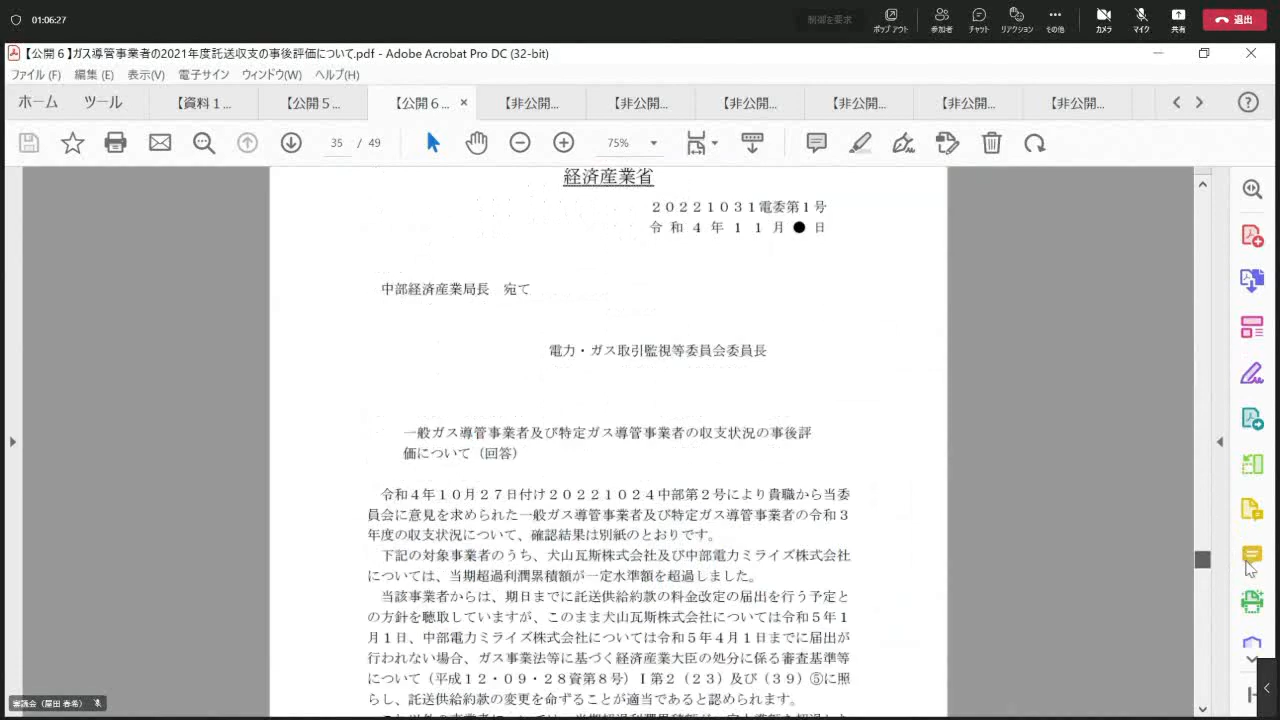 01:06:27
制御を要求
ポップ アウト
参加者
チャット
リアクション
その他
カメラ
マイク
共有
退出
【公開６】ガス導管事業者の2021年度託送収支の事後評価について.pdf - Adobe Acrobat Pro DC (32-bit)
ファイル(F) 編集(E) 表示(V) 電子サイン ウィンドウ(W) ヘルプ(H)
ホーム ツール 【資料１... 【公開５... 【公開６... × 【非公開... 【非公開... 【非公開... 【非公開... 【非公開... 【非公開...
35 / 49
75%
経済産業省
２０２２１０３１電委第１号
令和４年１１月●日
中部経済産業局長　宛て
電力・ガス取引監視等委員会委員長
一般ガス導管事業者及び特定ガス導管事業者の収支状況の事後評
価について（回答）
令和４年１０月２７日付け２０２２１０２４中部第２号により貴職から当委
員会に意見を求められた一般ガス導管事業者及び特定ガス導管事業者の令和３
年度の収支状況について、確認結果は別紙のとおりです。
下記の対象事業者のうち、犬山瓦斯株式会社及び中部電力ミライズ株式会社
については、当期超過利潤累積額が一定水準額を超過しました。
当該事業者からは、期日までに託送供給約款の料金改定の届出を行う予定と
の方針を聴取していますが、このまま犬山瓦斯株式会社については令和５年１
月１日、中部電力ミライズ株式会社については令和５年４月１日までに届出が
行われない場合、ガス事業法等に基づく経済産業大臣の処分に係る審査基準等
について（平成１２・０９・２８資第８号）Ｉ第２（２３）及び（３９）⑤に照
らし、託送供給約款の変更を命ずることが適当であると認められます。